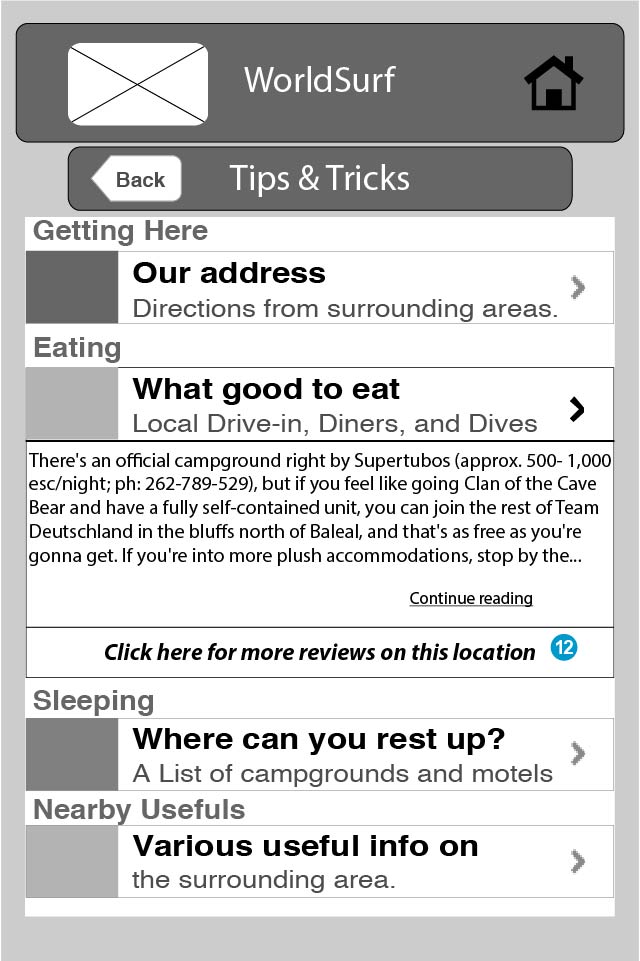 WorldSurf
Back
Tips & Tricks
Getting Here
Our address
Directions from surrounding areas.
Eating
What good to eat
Local Drive-in, Diners, and Dives
There's an official campground right by Supertubos (approx. 500- 1,000
esc/night; ph: 262-789-529), but if you feel like going Clan of the Cave
Bear and have a fully self-contained unit, you can join the rest of Team
Deutschland in the bluffs north of Baleal, and that's as free as you're
gonna get. If you're into more plush accommodations, stop by the...
Continue reading
Click here for more reviews on this location 12
Sleeping
Where can you rest up?
A List of campgrounds and motels
Nearby Usefuls
Various useful info on
the surrounding area.